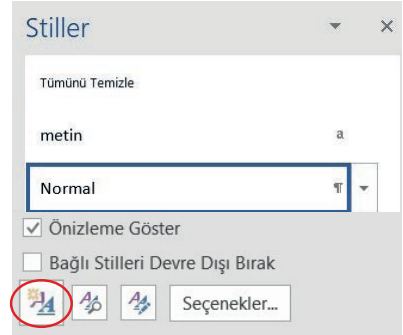 Stiller
Tümünü Temizle
metin a
Normal ¶
Önizleme Göster
Bağlı Stilleri Devre Dışı Bırak
Seçenekler...